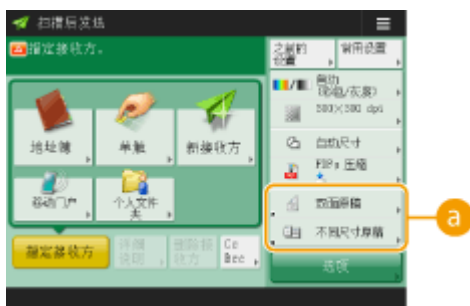 扫描后发送
指定接收方。
之前的
设置
常用设置
自动
(彩色/灰度)
300×300 dpi
地址簿
单触
新接收方
自动尺寸
PDF: 压缩
移动门户
个人文件
夹
双面原稿
不同尺寸原稿
a
指定接收方
详细
说明
删除接
收方
Cc
Bcc
选项